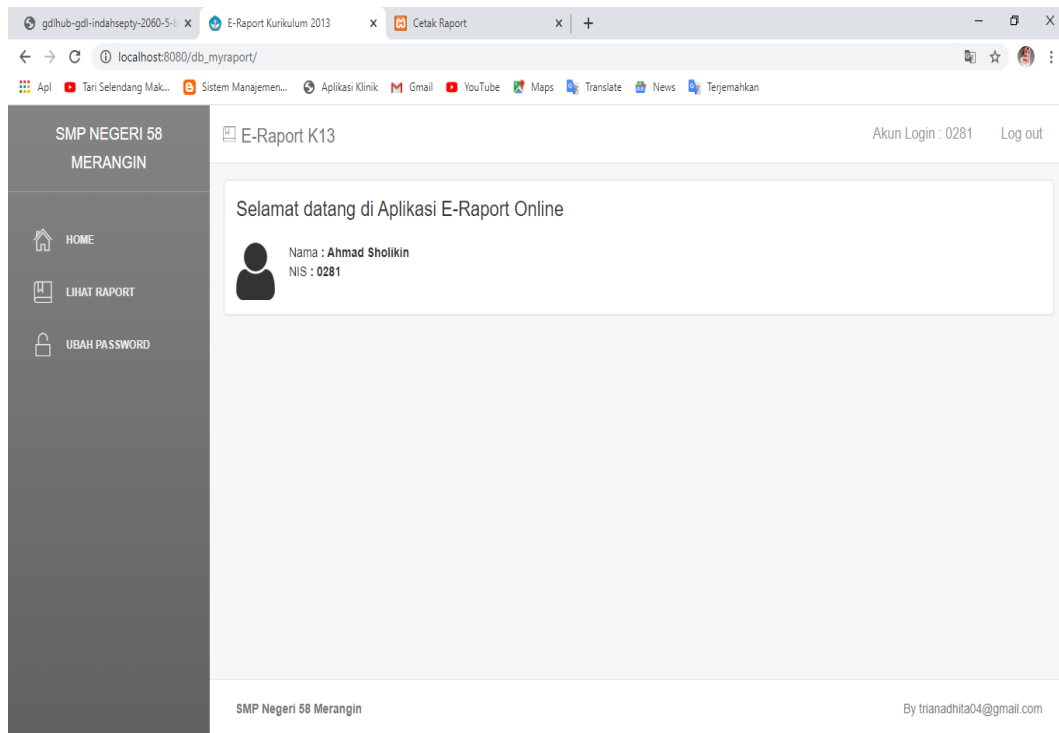 gdlhub-gdl-indahsepty-2060-5-b
E-Raport Kurikulum 2013
Cetak Raport
localhost:8080/db_myraport/
Apl
Tari Selendang Mak...
Sistem Manajemen...
Aplikasi Klinik
Gmail
YouTube
Maps
Translate
News
Terjemahkan
SMP NEGERI 58
MERANGIN
E-Raport K13
Akun Login : 0281
Log out
Selamat datang di Aplikasi E-Raport Online
Nama : Ahmad Sholikin
NIS : 0281
HOME
LIHAT RAPORT
UBAH PASSWORD
SMP Negeri 58 Merangin
By trianadhita04@gmail.com